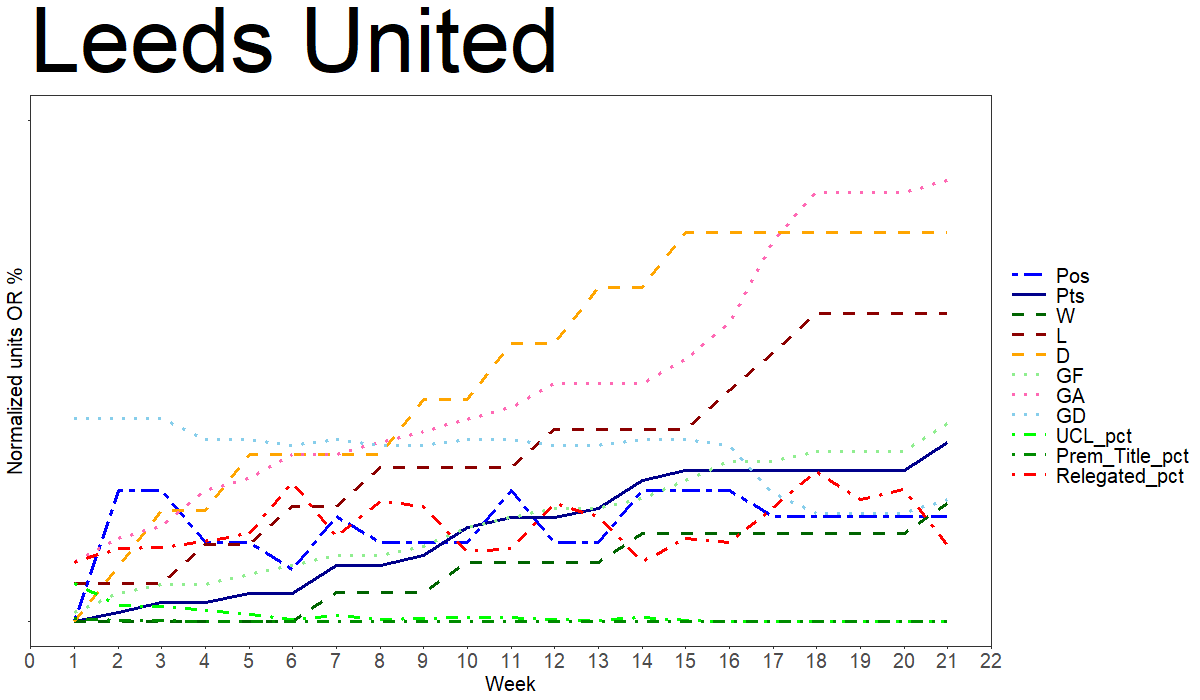 Leeds United
Normalized units OR %
0 1 2 3 4 5 6 7 8 9 10 11 12 13 14 15 16 17 18 19 20 21 22
Week
Pos
Pts
W
L
D
GF
GA
GD
UCL_pct
Prem_Title_pct
Relegated_pct